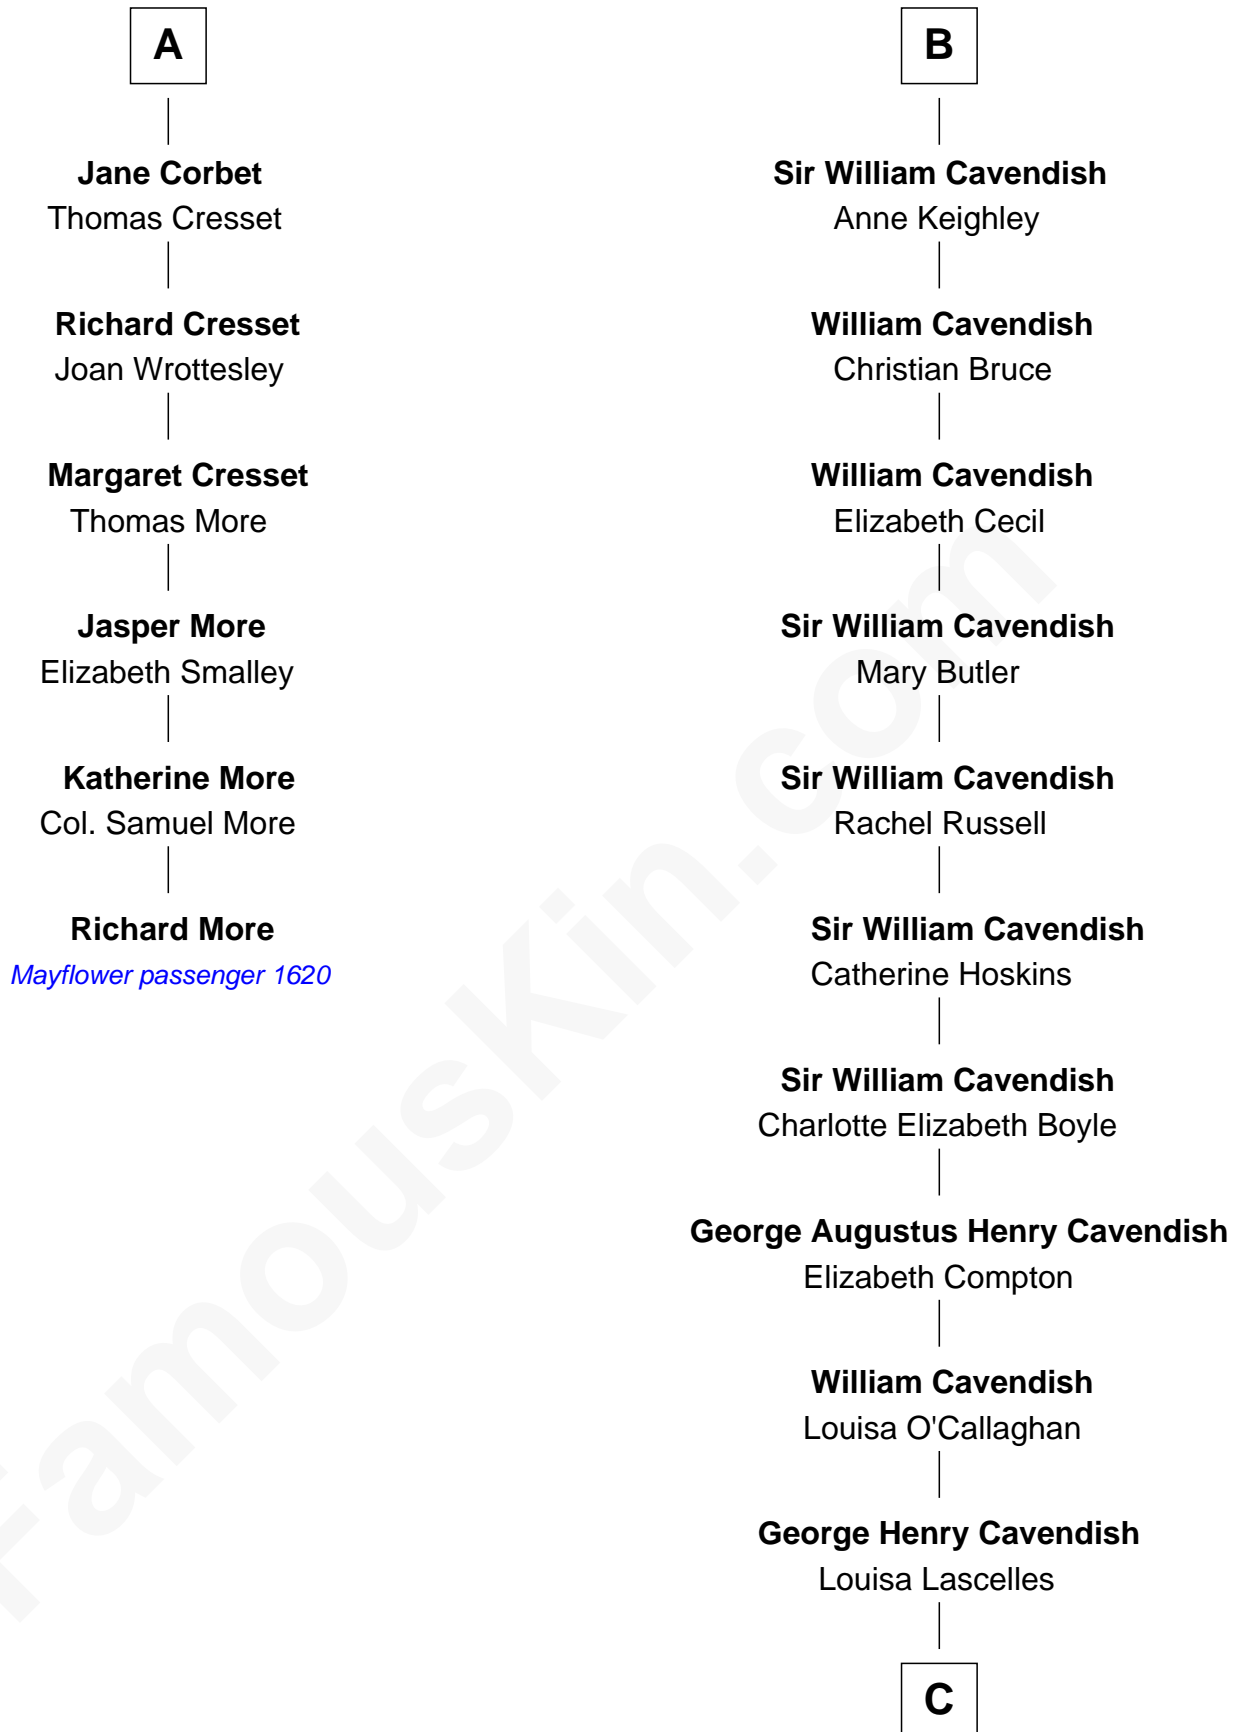 A
Jane Corbet
Thomas Cresset
Richard Cresset
Joan Wrottesley
Margaret Cresset
Thomas More
Jasper More
Elizabeth Smalley
Katherine More
Col. Samuel More
Richard More
Mayflower passenger 1620
B
Sir William Cavendish
Anne Keighley
William Cavendish
Christian Bruce
William Cavendish
Elizabeth Cecil
Sir William Cavendish
Mary Butler
Sir William Cavendish
Rachel Russell
Sir William Cavendish
Catherine Hoskins
Sir William Cavendish
Charlotte Elizabeth Boyle
George Augustus Henry Cavendish
Elizabeth Compton
William Cavendish
Louisa O'Callaghan
George Henry Cavendish
Louisa Lascelles
C
FamousKin.com